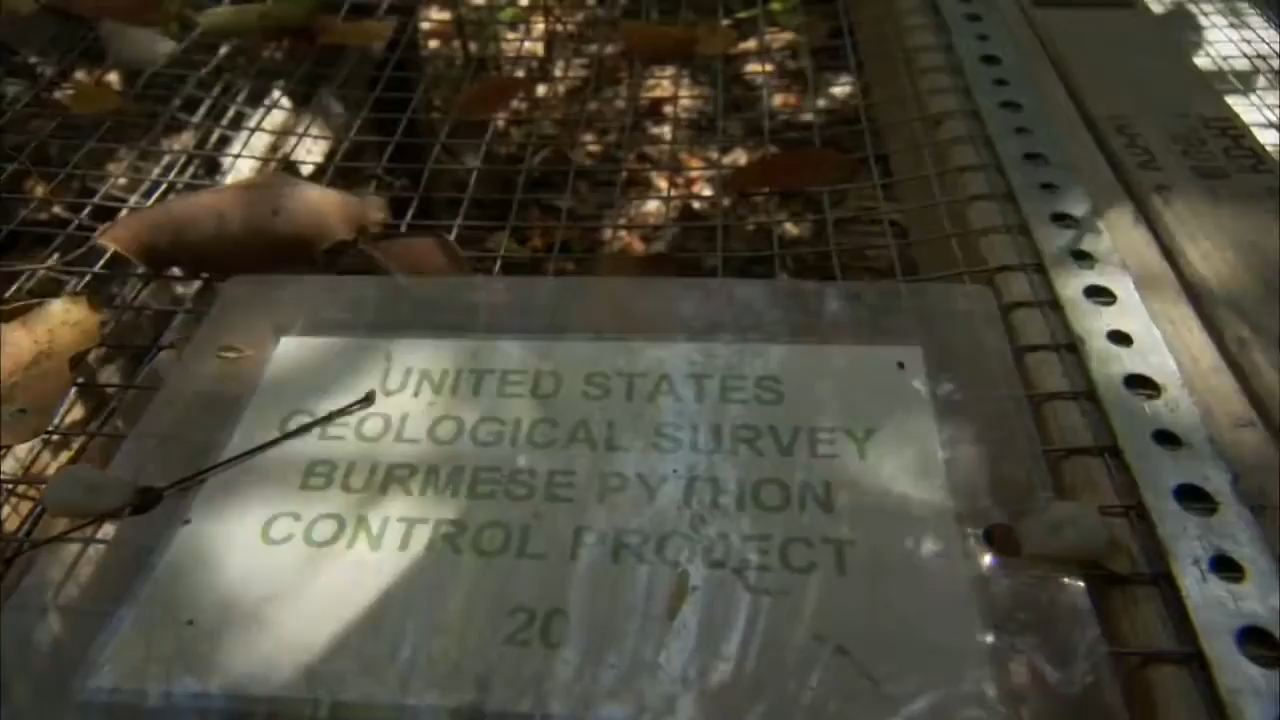 UNITED STATES
GEOLOGICAL SURVEY
BURMESE PYTHON
CONTROL PROJECT
20